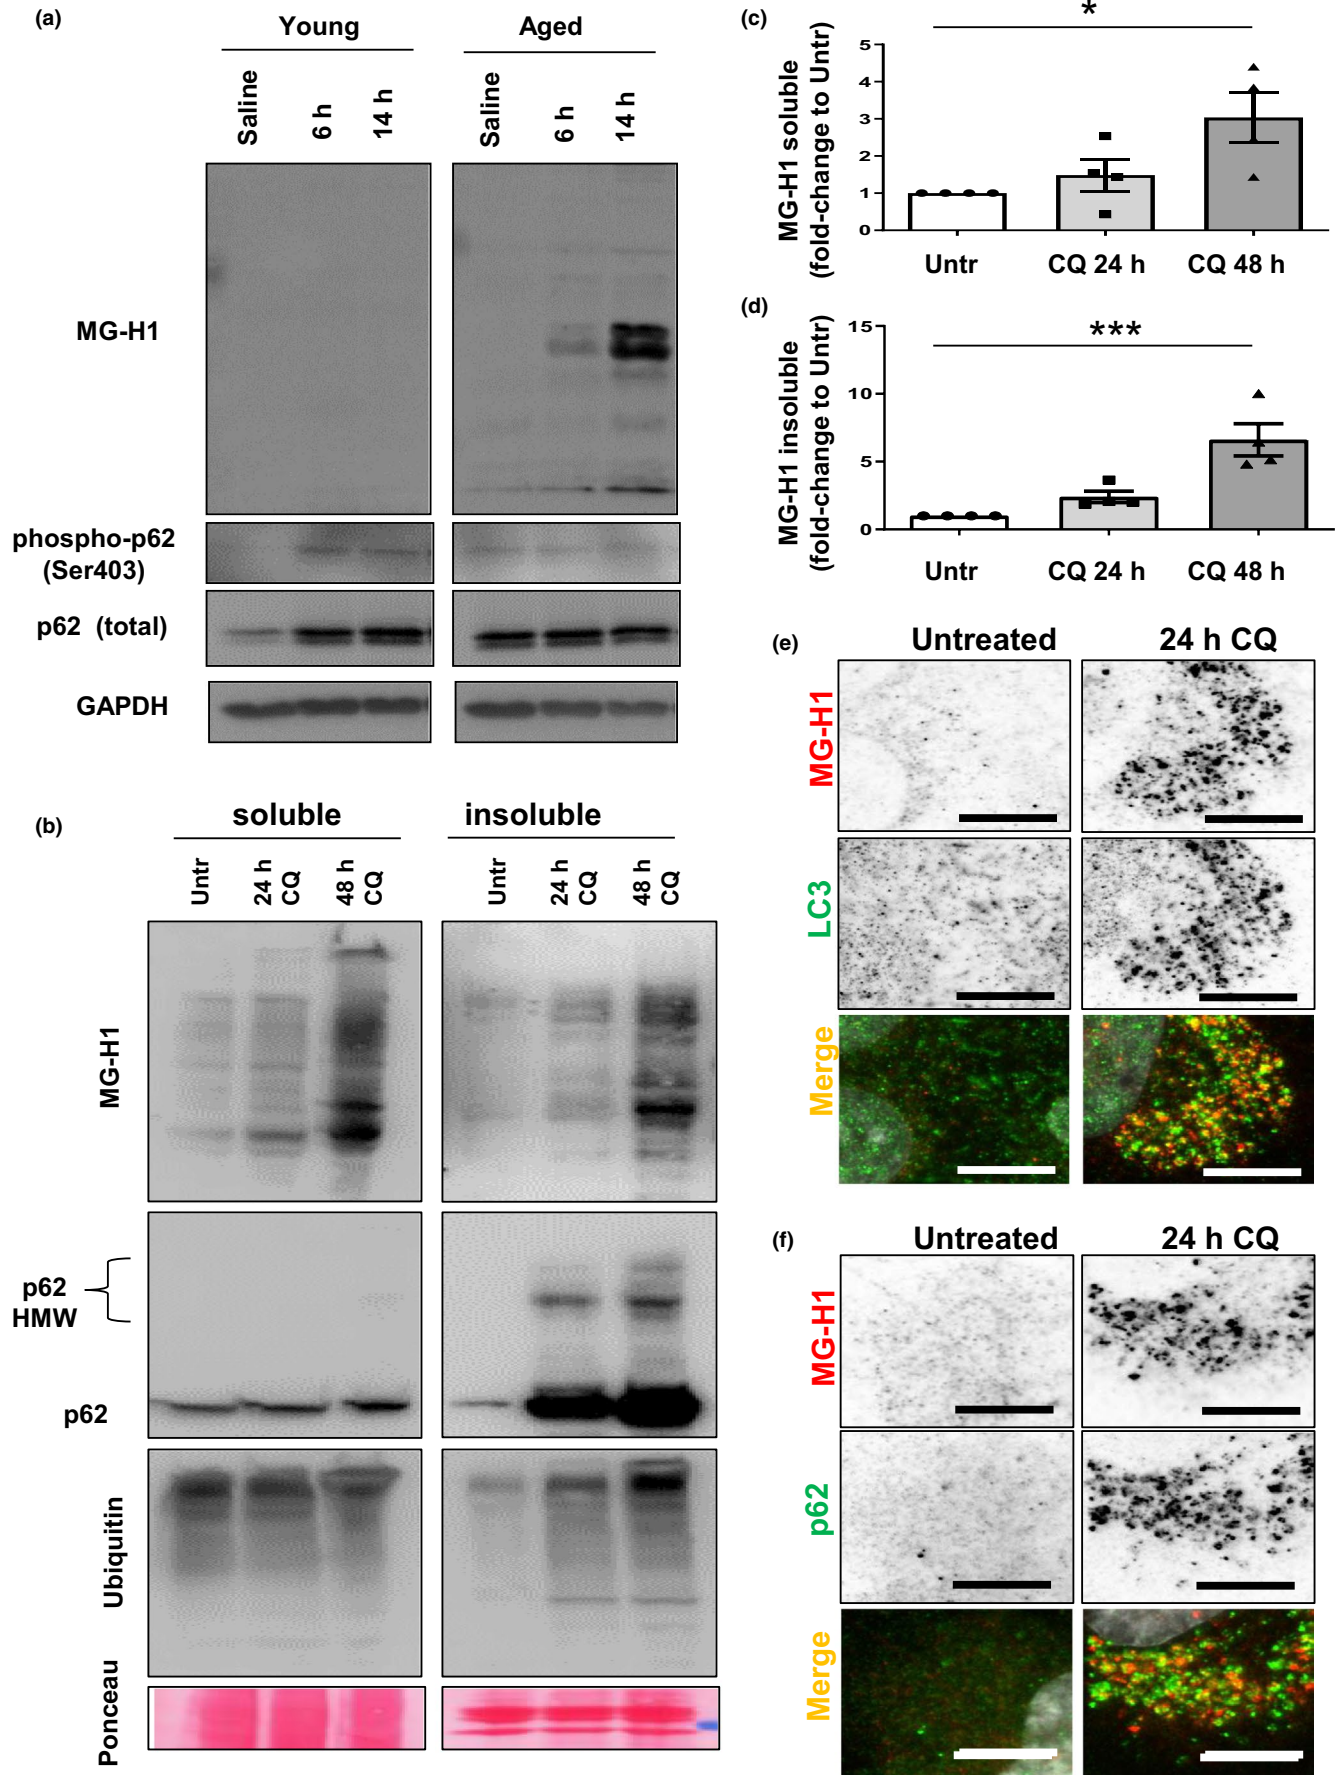 (a)
Young
Aged
Saline
6 h
14 h
Saline
6 h
14 h
MG-H1
phospho-p62
(Ser403)
p62 (total)
GAPDH
(b)
soluble
insoluble
Untr
24 h
CQ
48 h
CQ
Untr
24 h
CQ
48 h
CQ
MG-H1
p62
HMW
p62
Ubiquitin
Ponceau
(c)
*
MG-H1 soluble
(fold-change to Untr)
5
4
3
2
1
0
Untr
CQ 24 h
CQ 48 h
(d)
***
MG-H1 insoluble
(fold-change to Untr)
15
10
5
0
Untr
CQ 24 h
CQ 48 h
(e)
Untreated
24 h CQ
MG-H1
LC3
Merge
(f)
Untreated
24 h CQ
MG-H1
p62
Merge